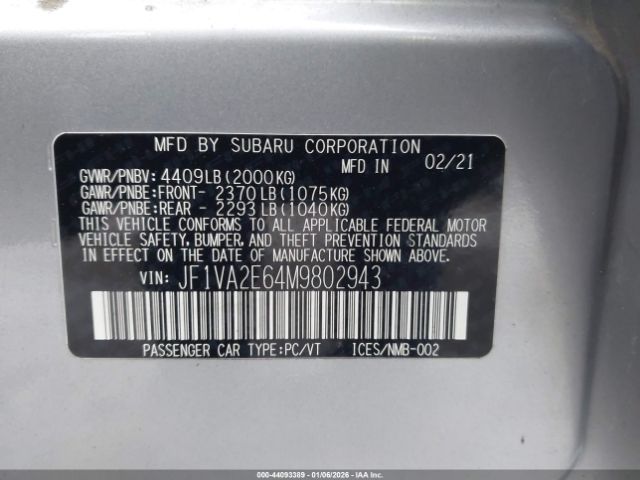 MFD BY SUBARU CORPORATION
MFD IN 02/21
GVWR/PNBV: 4409LB(2000KG)
GAWR/PNBE:FRONT- 2370LB(1075KG)
GAWR/PNBE:REAR - 2293LB(1040KG)
THIS VEHICLE CONFORMS TO ALL APPLICABLE FEDERAL MOTOR
VEHICLE SAFETY, BUMPER, AND THEFT PREVENTION STANDARDS
IN EFFECT ON THE DATE OF MANUFACTURE SHOWN ABOVE.
VIN: JF1VA2E64M9802943
PASSENGER CAR TYPE:PC/VT ICES/NMB-002
000-44093389 - 01/06/2026 - IAAI.CA